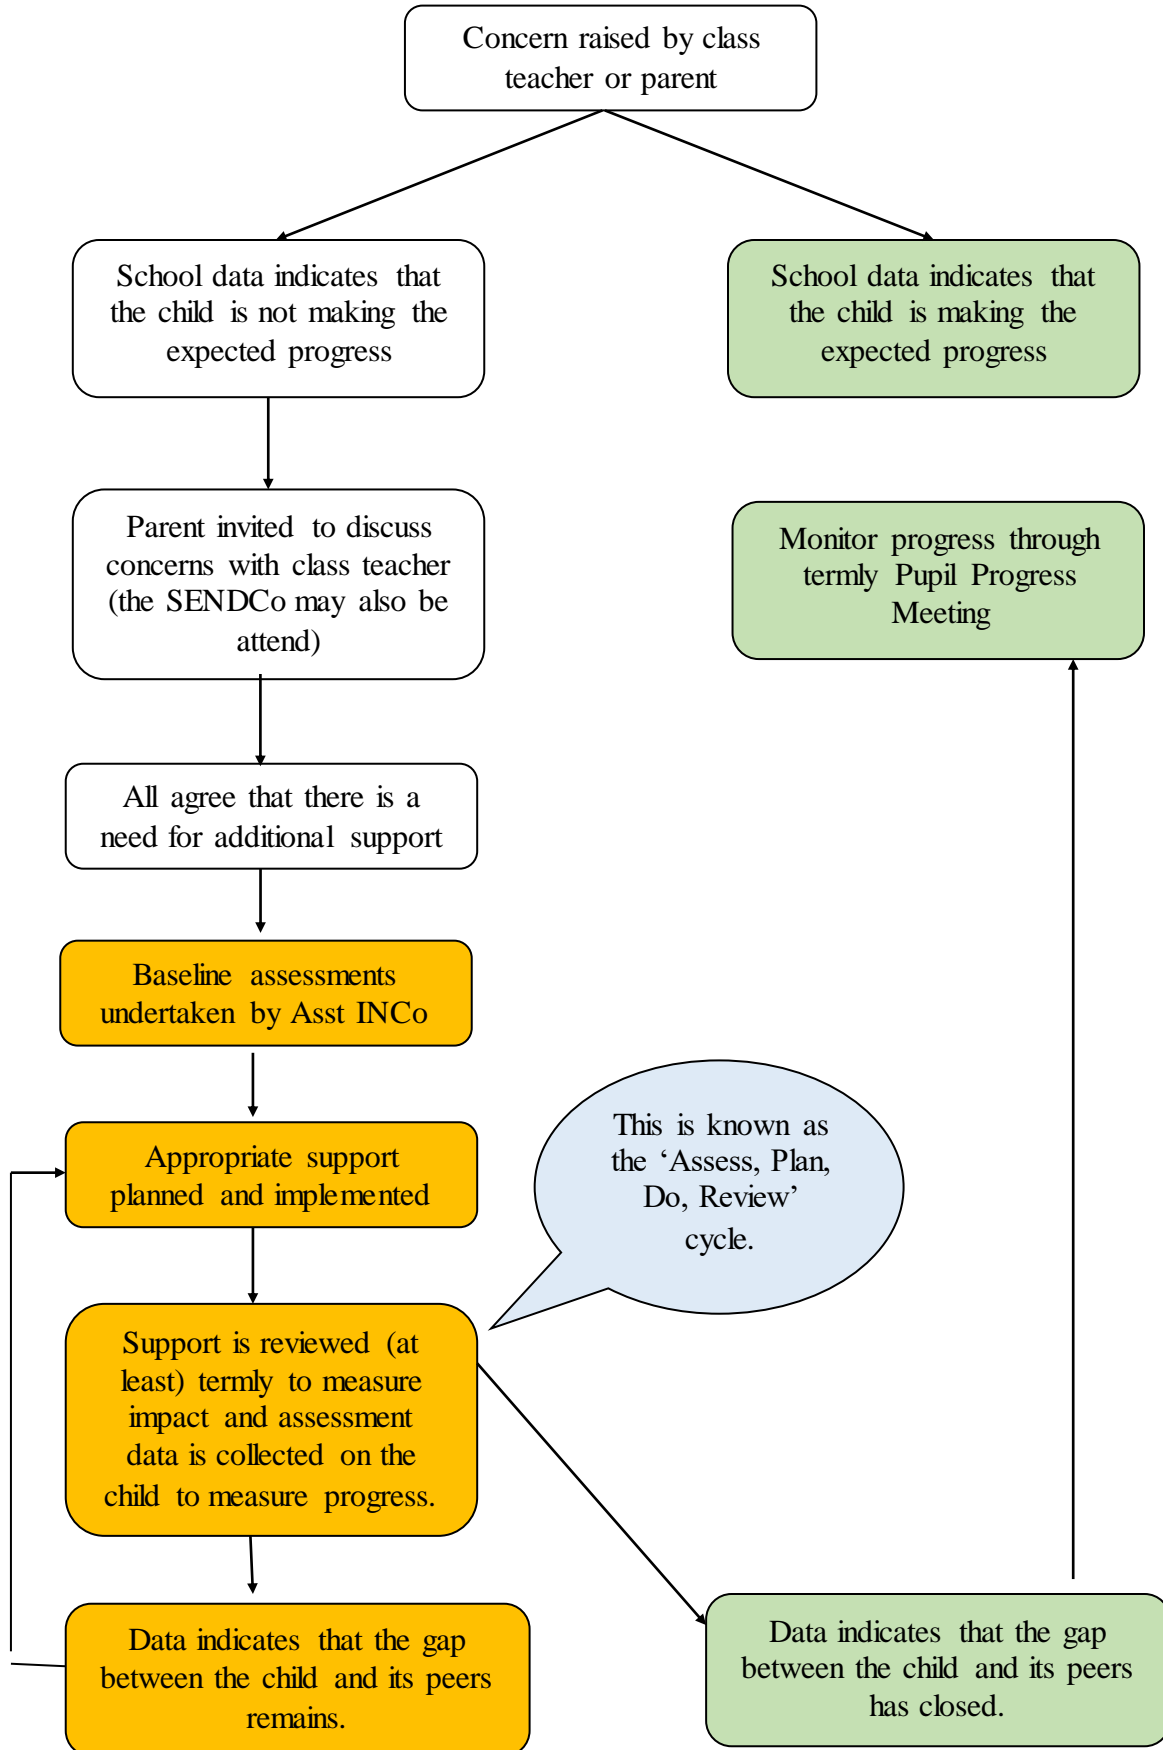 Concern raised by class
teacher or parent
School data indicates that
the child is not making the
expected progress
School data indicates that
the child is making the
expected progress
Parent invited to discuss
concerns with class teacher
(the SENDCo may also be
attend)
Monitor progress through
termly Pupil Progress
Meeting
All agree that there is a
need for additional support
Baseline assessments
undertaken by Asst INCo
Appropriate support
planned and implemented
This is known as
the ‘Assess, Plan,
Do, Review’
cycle.
Support is reviewed (at
least) termly to measure
impact and assessment
data is collected on the
child to measure progress.
Data indicates that the gap
between the child and its peers
remains.
Data indicates that the gap
between the child and its peers
has closed.